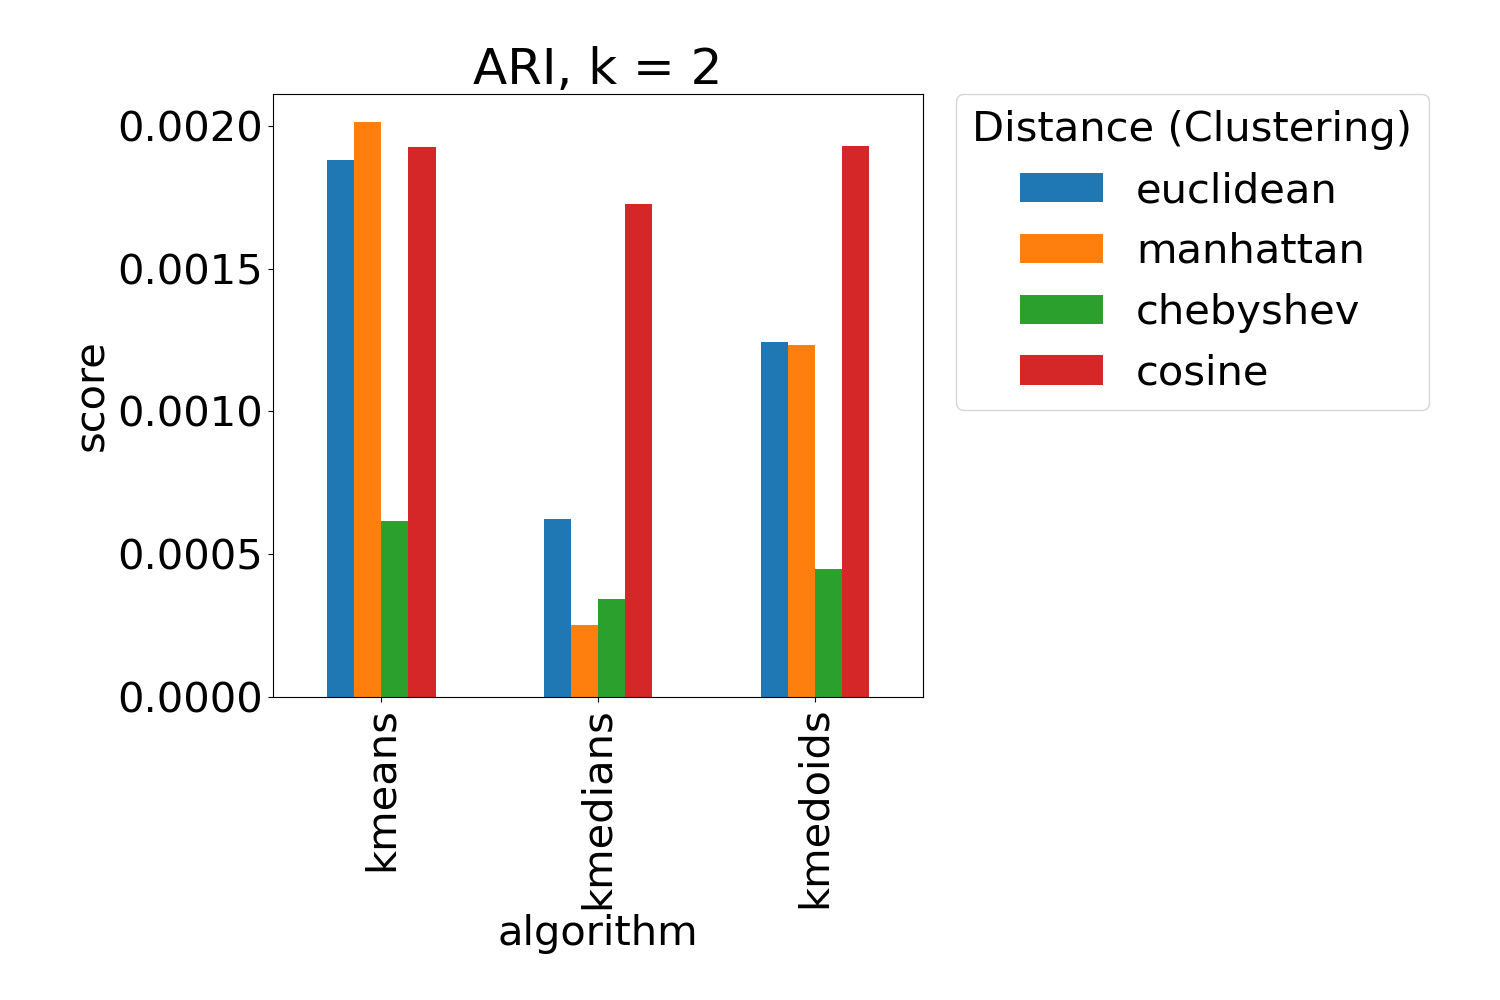 ARI, k = 2
0.0020
0.0015
0.0010
0.0005
0.0000
score
kmeans
kmedians
kmedoids
algorithm
Distance (Clustering)
euclidean
manhattan
chebyshev
cosine